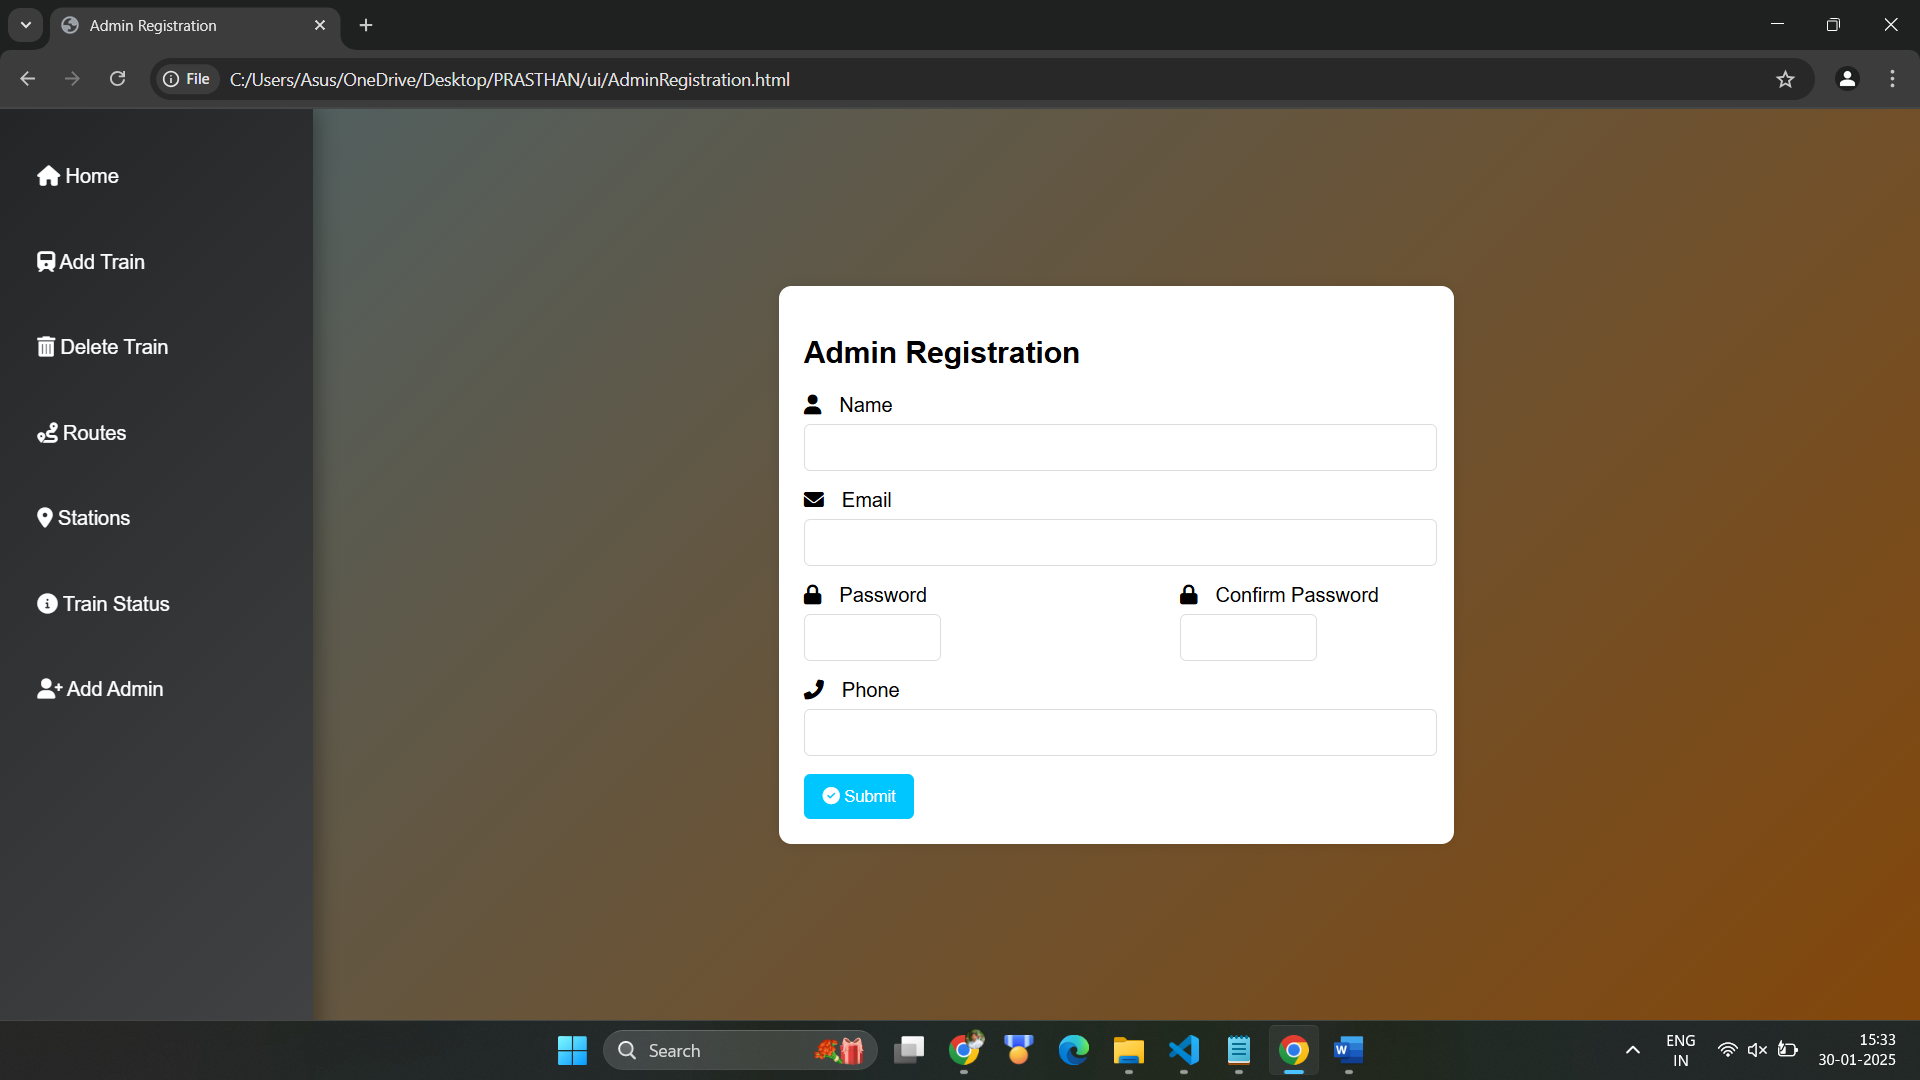 Admin Registration
File
C:/Users/Asus/OneDrive/Desktop/PRASTHAN/ui/AdminRegistration.html
Home
Add Train
Delete Train
Routes
Stations
Train Status
Add Admin
Admin Registration
Name
Email
Password
Confirm Password
Phone
Submit
Search
W
ENG
IN
15:33
30-01-2025